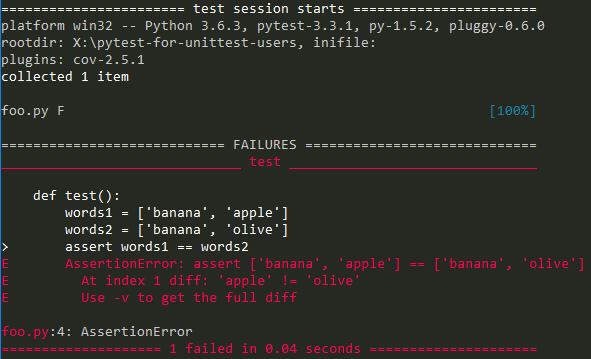 ======================= test session starts =======================
platform win32 -- Python 3.6.3, pytest-3.3.1, py-1.5.2, pluggy-0.6.0
rootdir: X:\pytest-for-unittest-users, inifile:
plugins: cov-2.5.1
collected 1 item
foo.py F                                                     [100%]
============================ FAILURES =============================
______________________________ test _______________________________
    def test():
        words1 = ['banana', 'apple']
        words2 = ['banana', 'olive']
>       assert words1 == words2
E       AssertionError: assert ['banana', 'apple'] == ['banana', 'olive']
E         At index 1 diff: 'apple' != 'olive'
E         Use -v to get the full diff
foo.py:4: AssertionError
==================== 1 failed in 0.04 seconds =====================